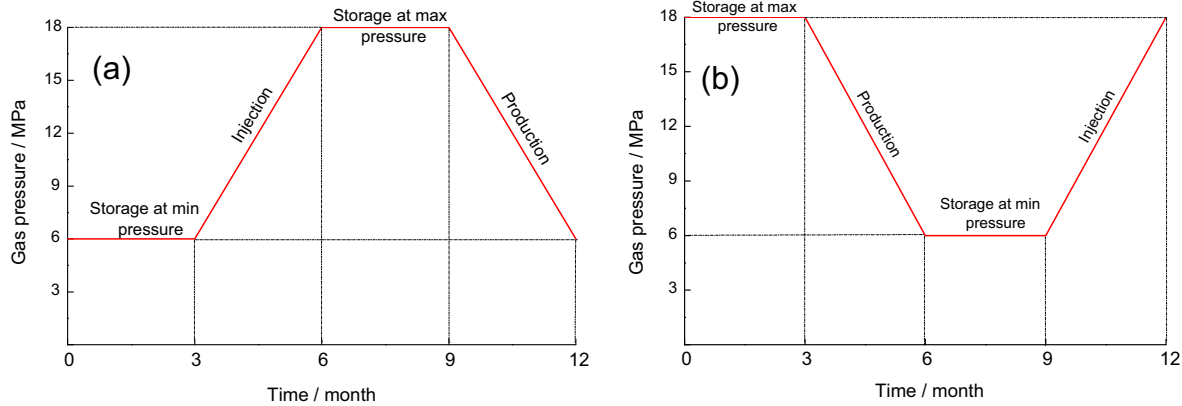 (a)
Gas pressure / MPa
18
15
12
9
6
3
Storage at max
pressure
Injection
Production
Storage at min
pressure
0
3
6
9
12
Time / month
(b)
Gas pressure / MPa
18
15
12
9
6
3
Storage at max
pressure
Production
Injection
Storage at min
pressure
0
3
6
9
12
Time / month